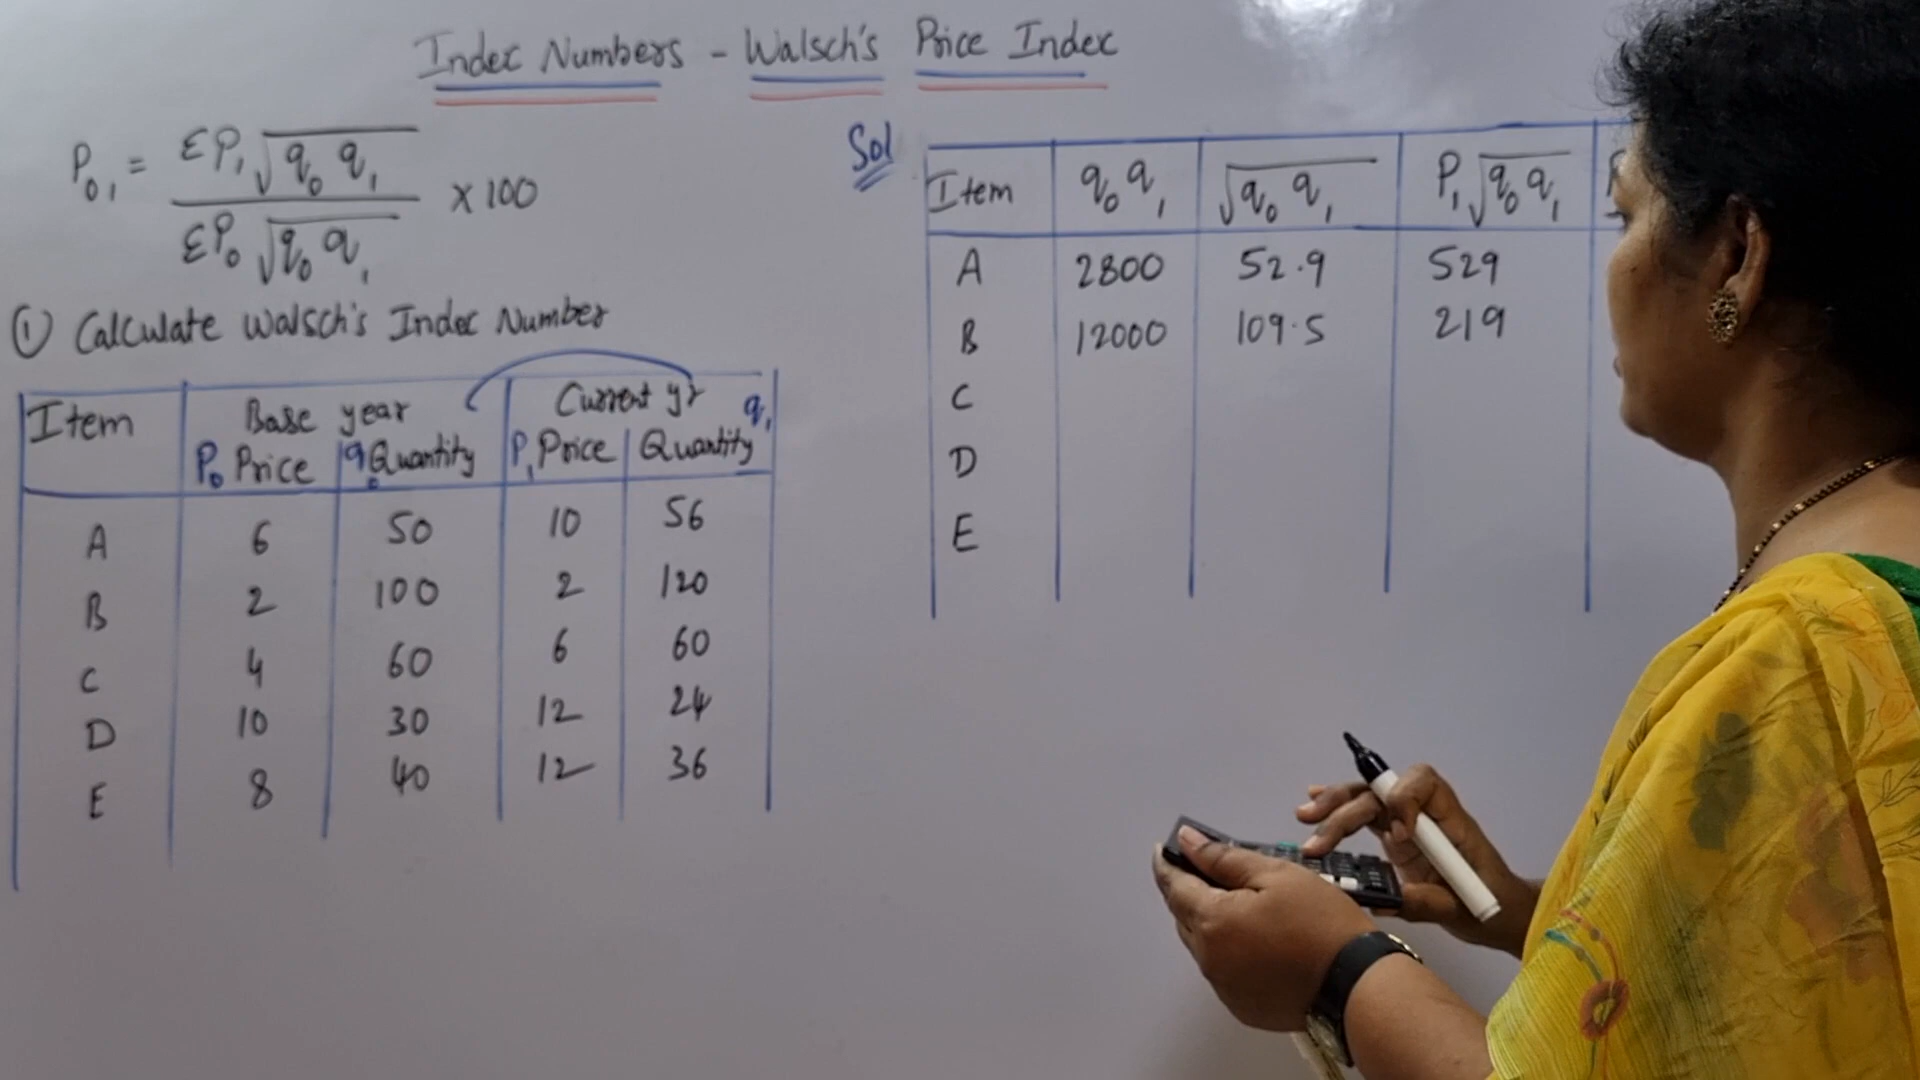 Index Numbers - Walsch's Price Index
P₀₁ = ΣP₁√q₀q₁ / ΣP₀√q₀q₁ × 100
① Calculate Walsch's Index Number
Item | Base year | Current yr
P₀ Price | q₀ Quantity | P₁ Price | Quantity q₁
A 6 50 10 56
B 2 100 2 120
C 4 60 6 60
D 10 30 12 24
E 8 40 12 36
Sol
Item | q₀q₁ | √q₀q₁ | P₁√q₀q₁
A 2800 52.9 529
B 12000 109.5 219
C
D
E